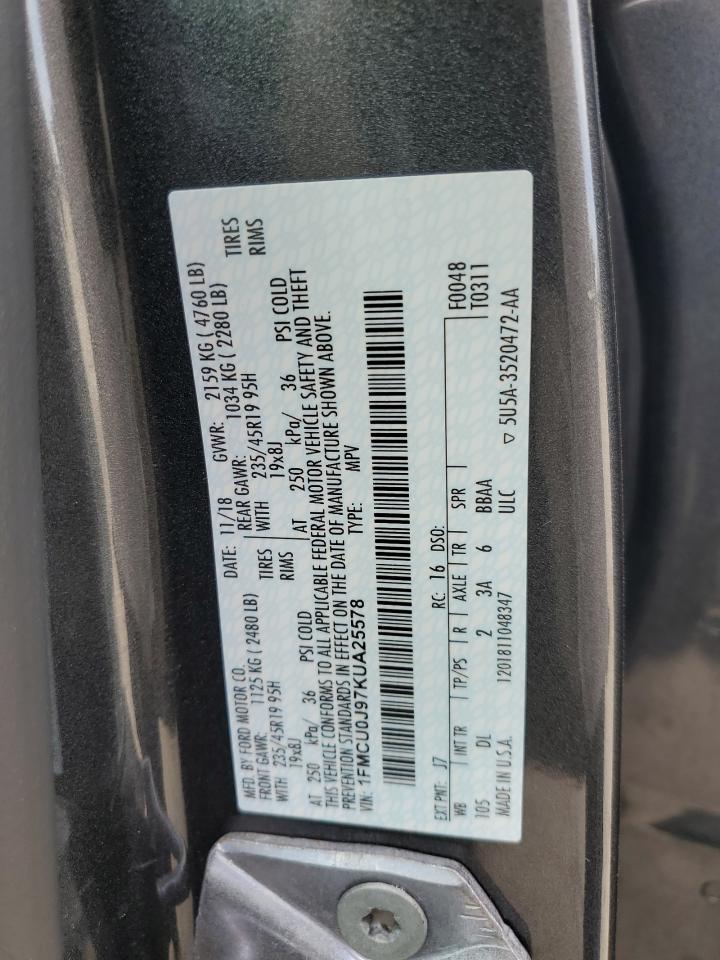 MFD. BY FORD MOTOR CO. DATE: 11/18 GVWR: 2159 KG ( 4760 LB)
FRONT GAWR: 1125 KG ( 2480 LB) REAR GAWR: 1034 KG ( 2280 LB)
WITH 235/45R19 95H TIRES WITH 235/45R19 95H TIRES
19x8J RIMS 19x8J RIMS
AT 250 kPa/ 36 PSI COLD AT 250 kPa/ 36 PSI COLD
THIS VEHICLE CONFORMS TO ALL APPLICABLE FEDERAL MOTOR VEHICLE SAFETY AND THEFT
PREVENTION STANDARDS IN EFFECT ON THE DATE OF MANUFACTURE SHOWN ABOVE.
VIN: 1FMCU0J97KUA25578 TYPE: MPV
EXT PNT: J7 RC: 16 DSO: F0048
WB INT TR TP/PS R AXLE TR SPR T0311
105 DL 2 3A 6 BBAA
MADE IN U.S.A. 1201811048347 ULC ▽ 5U5A-3520472-AA